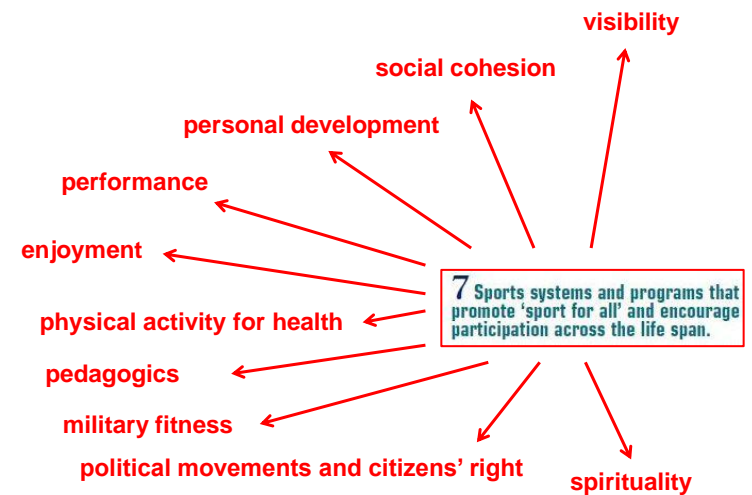 visibility
social cohesion
personal development
performance
enjoyment
7 Sports systems and programs that
promote ‘sport for all’ and encourage
participation across the life span.
physical activity for health
pedagogics
military fitness
political movements and citizens’ right
spirituality